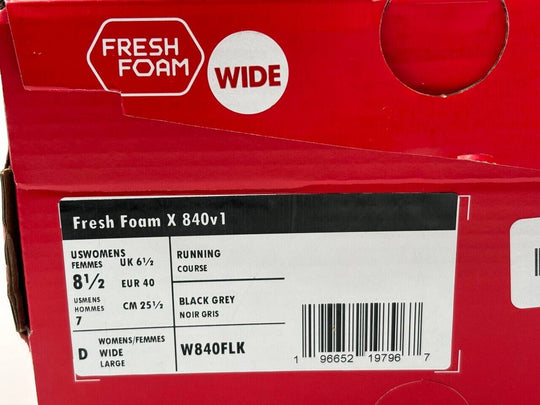 FRESH
FOAM
WIDE
Fresh Foam X 840v1
USWOMENS
FEMMES
UK 6½
8½
EUR 40
USMENS
HOMMES
7
CM 25½
RUNNING
COURSE
BLACK GREY
NOIR GRIS
D
WOMENS/FEMMES
WIDE
LARGE
W840FLK
1 96652 19796 7